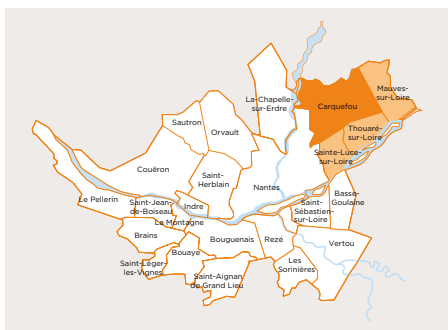 Mauves-
sur-Loire
La-Chapelle-
sur-Erdre
Carquefou
Sautron
Orvault
Thouaré-
sur-Loire
Sainte-Luce-
sur-Loire
Couëron
Saint-
Herblain
Nantes
Basse-
Goulaine
Le Pellerin
Saint-Jean-
de-Boiseau
Indre
Saint-
Sébastien
sur-Loire
La Montagne
Brains
Bouguenais
Rezé
Vertou
Bouaye
Saint-Léger-
les-Vignes
Les
Sorinières
Saint-Aignan
de Grand Lieu